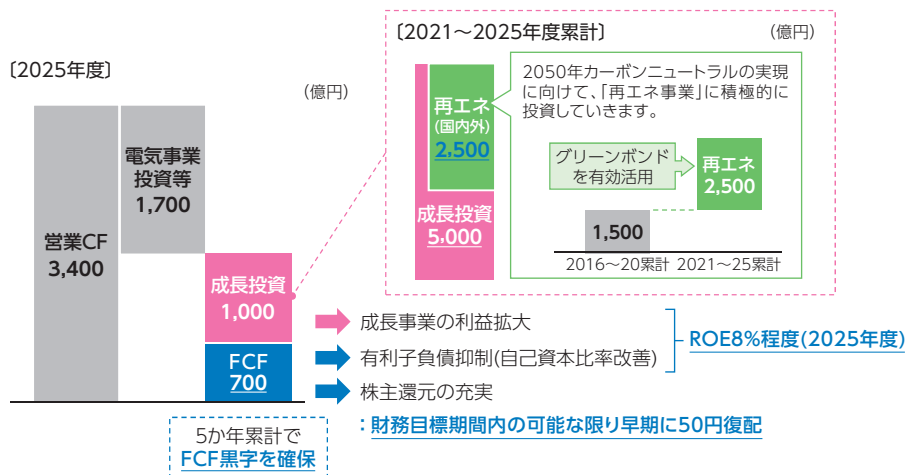 〔2025年度〕
(億円)
営業CF
3,400
電気事業
投資等
1,700
成長投資
1,000
FCF
700
5か年累計で
FCF黒字を確保
〔2021～2025年度累計〕
(億円)
再エネ
(国内外)
2,500
成長投資
5,000
2050年カーボンニュートラルの実現
に向けて、「再エネ事業」に積極的に
投資していきます。
グリーンボンド
を有効活用
再エネ
2,500
1,500
2016～20累計 2021～25累計
成長事業の利益拡大
有利子負債抑制(自己資本比率改善)
ROE8%程度(2025年度)
株主還元の充実
：財務目標期間内の可能な限り早期に50円復配